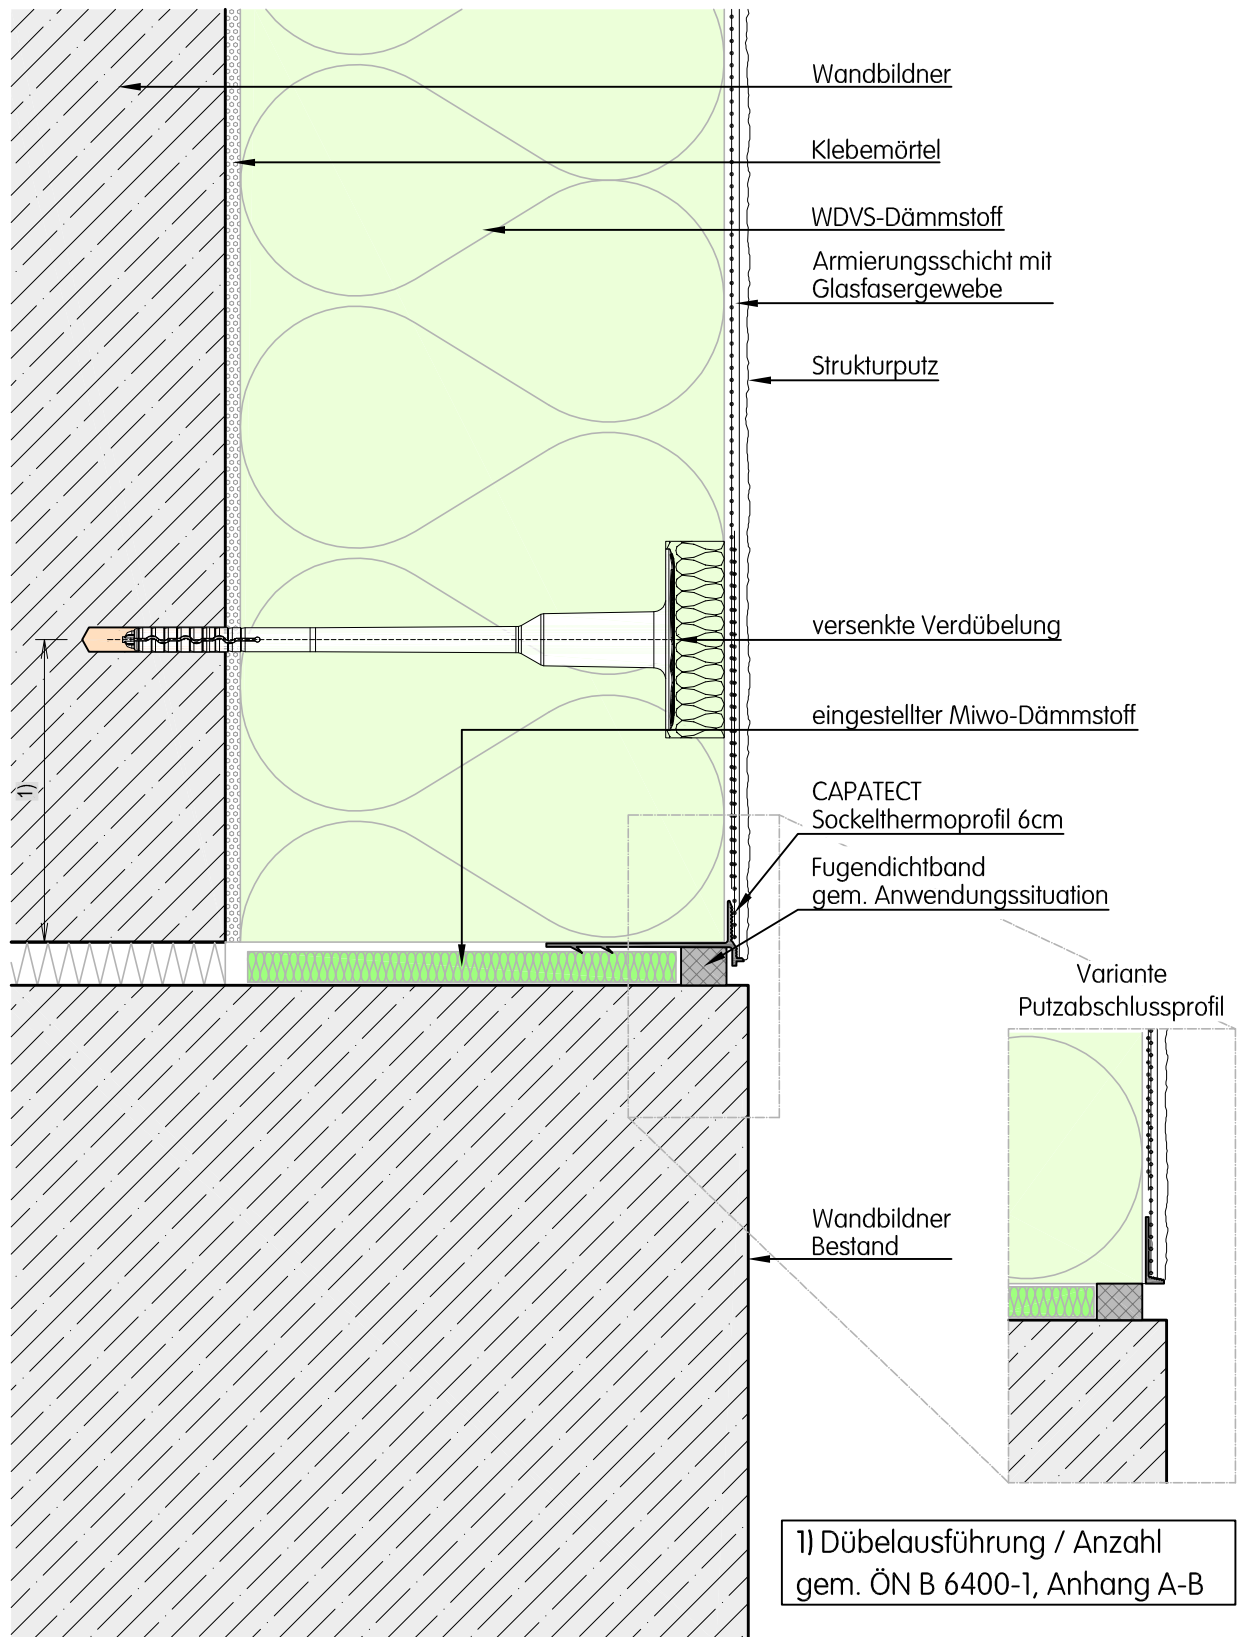 Wandbildner
Klebemörtel
WDVS-Dämmstoff
Armierungsschicht mit
Glasfasergewebe
Strukturputz
versenkte Verdübelung
eingestellter Miwo-Dämmstoff
1)
CAPATECT
Sockelthermoprofil 6cm
Fugendichtband
gem. Anwendungssituation
Variante
Putzabschlussprofil
Wandbildner
Bestand
1) Dübelausführung / Anzahl
gem. ÖN B 6400-1, Anhang A-B